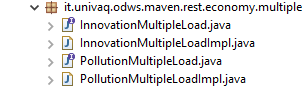 it.univaq.odws.maven.rest.economy.multiple
InnovationMultipleLoad.java
InnovationMultipleLoadImpl.java
PollutionMultipleLoad.java
PollutionMultipleLoadImpl.java